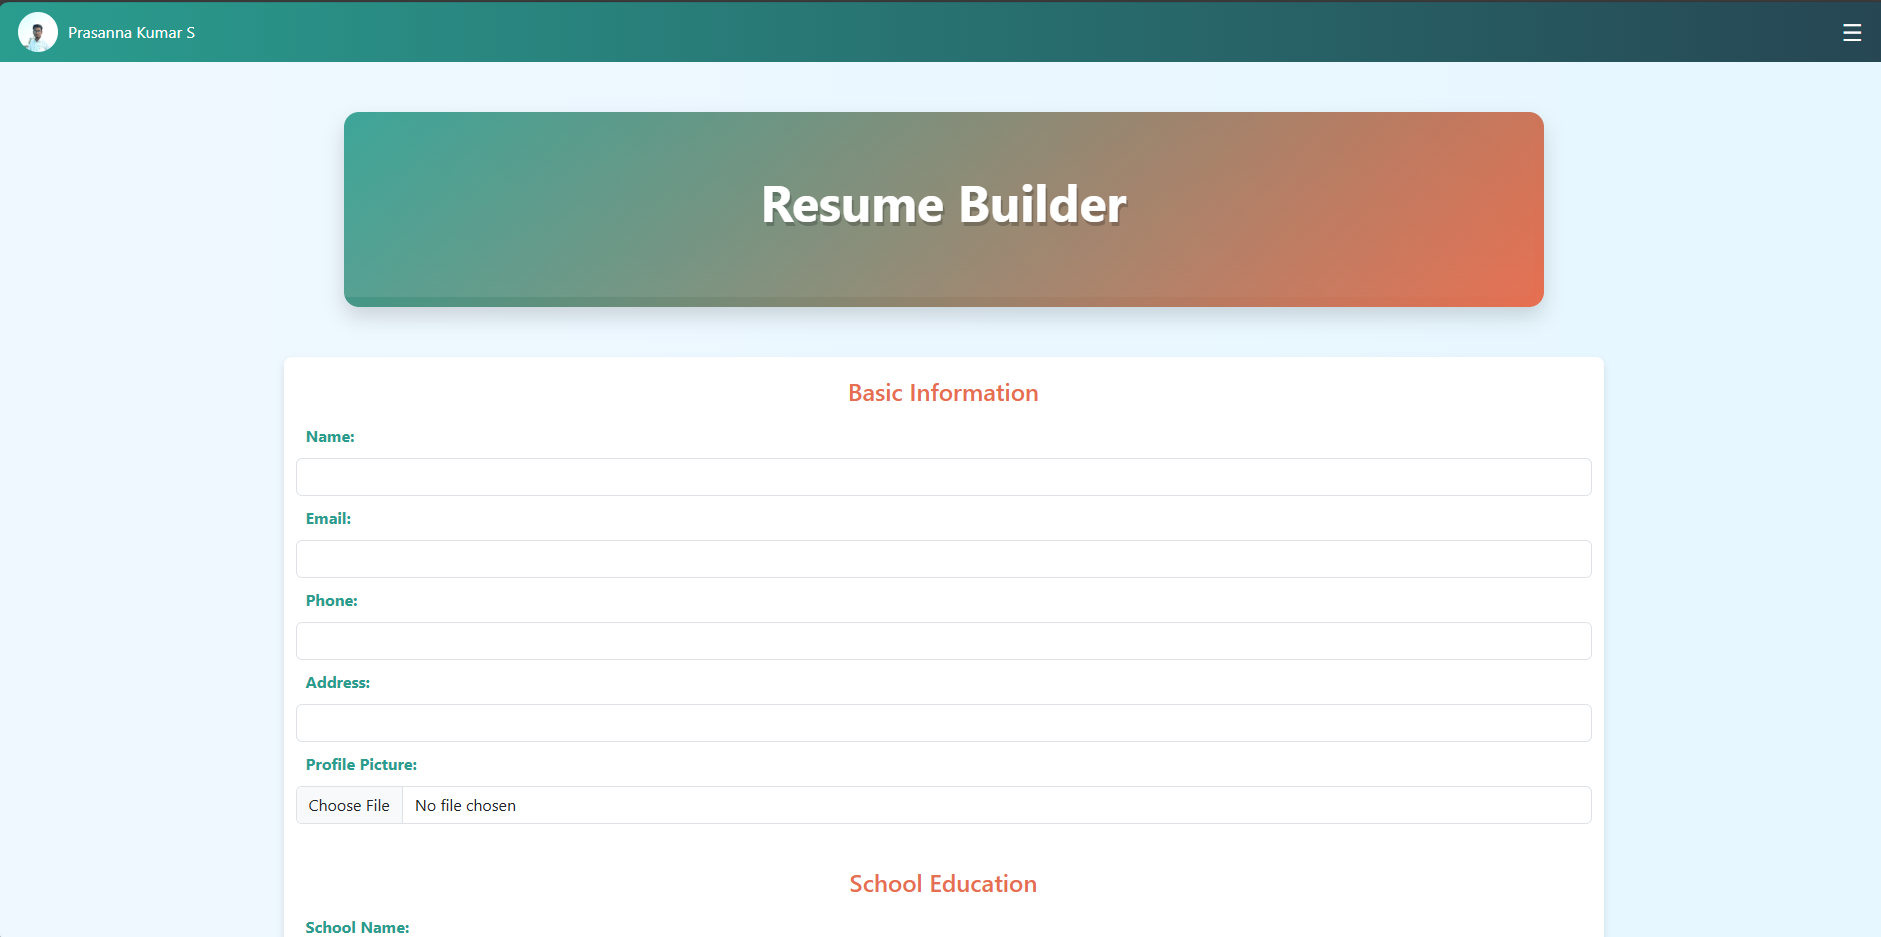 Prasanna Kumar S
Resume Builder
Basic Information
Name:
Email:
Phone:
Address:
Profile Picture:
Choose File No file chosen
School Education
School Name: